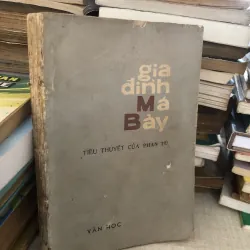 gia
đình
Má
Bảy
TIỂU THUYẾT CỦA PHAN TỨ
VĂN HỌC